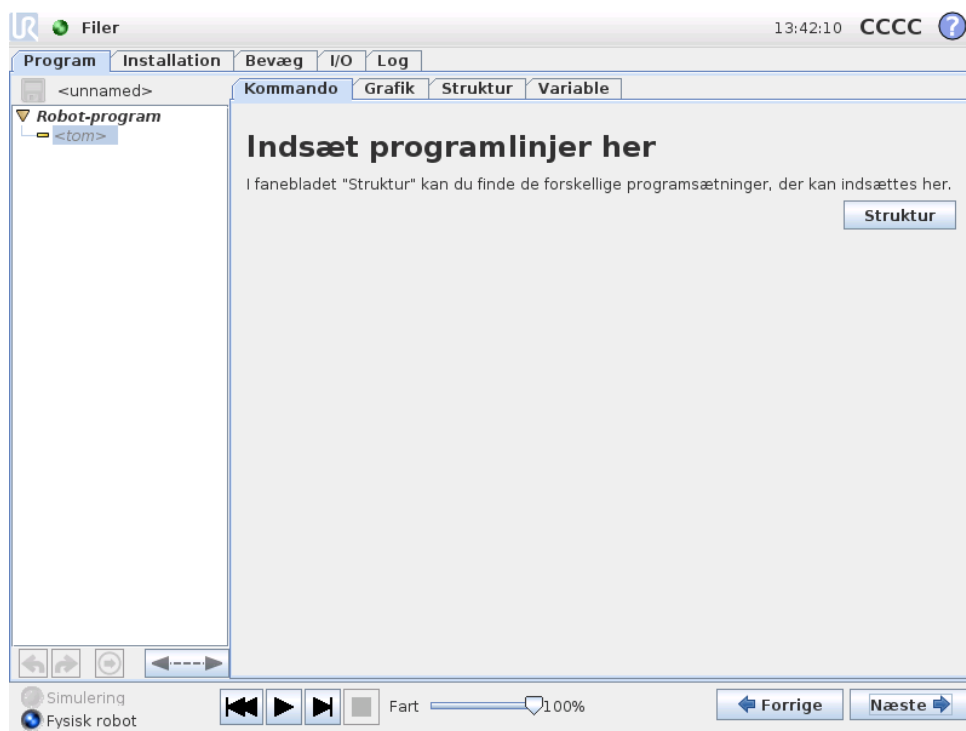 UR Filer 13:42:10 CCCC ?
Program Installation Bevæg I/O Log
<unnamed>
Kommando Grafik Struktur Variable
Robot-program
<tom>
Indsæt programlinjer her
I fanebladet "Struktur" kan du finde de forskellige programsætninger, der kan indsættes her.
Struktur
Simulering
Fysisk robot
Fart 100%
Forrige Næste